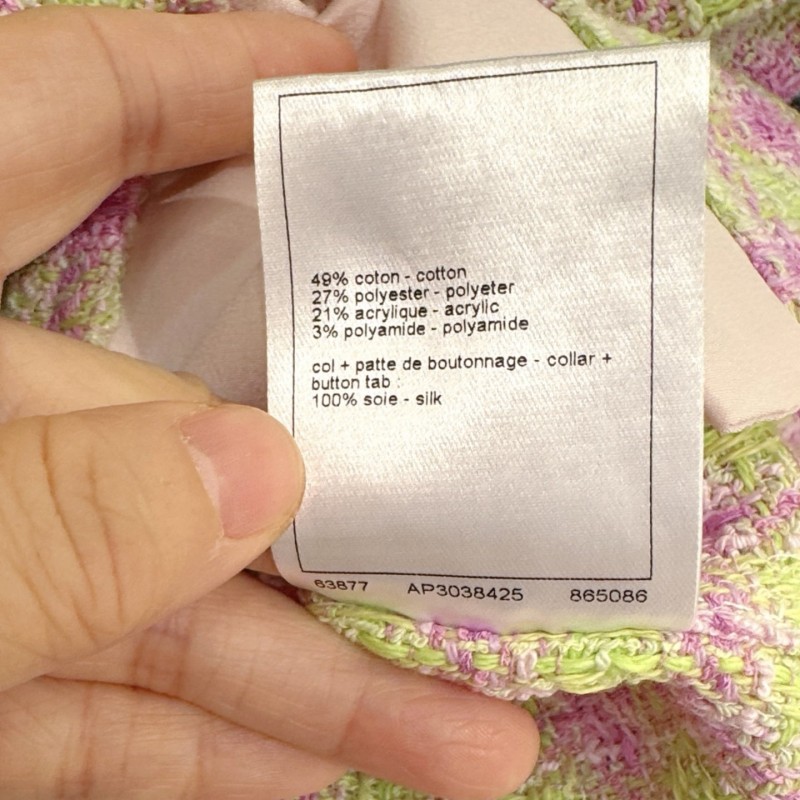 49% coton - cotton
27% polyester - polyeter
21% acrylique - acrylic
3% polyamide - polyamide
col + patte de boutonnage - collar +
button tab :
100% soie - silk
63877 AP3038425 865086